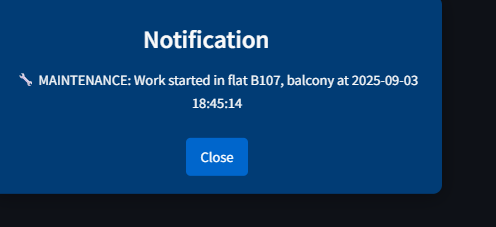 Notification
🔧 MAINTENANCE: Work started in flat B107, balcony at 2025-09-03
18:45:14
Close